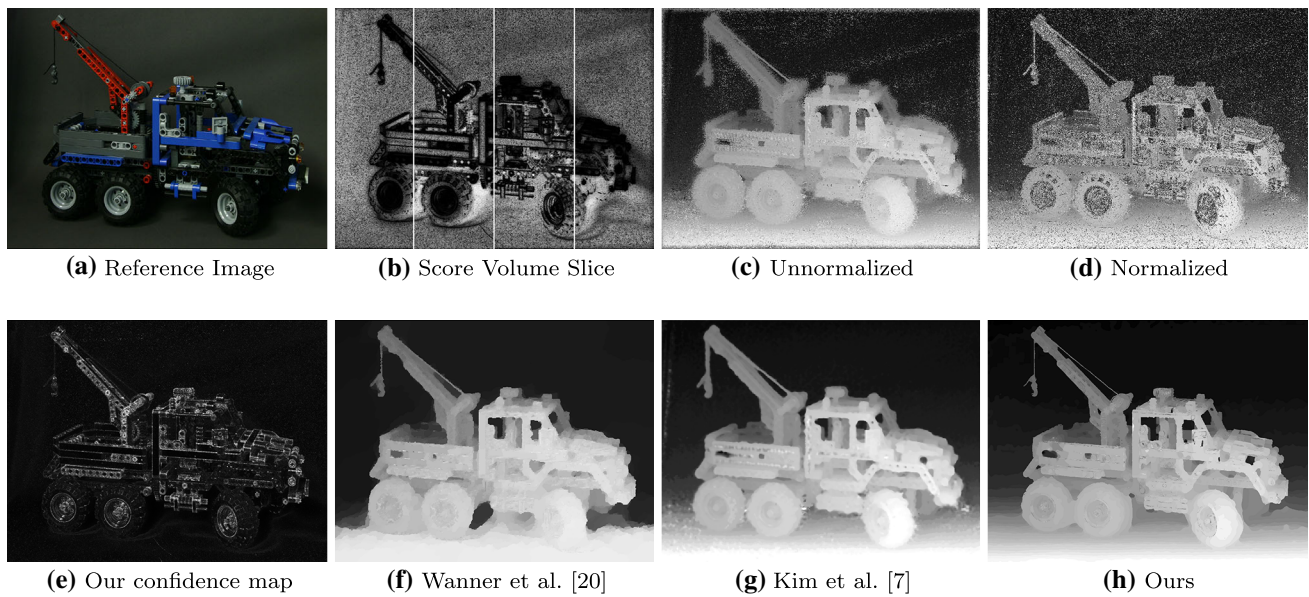 (a) Reference Image
(b) Score Volume Slice
(c) Unnormalized
(d) Normalized
(e) Our confidence map
(f) Wanner et al. [20]
(g) Kim et al. [7]
(h) Ours